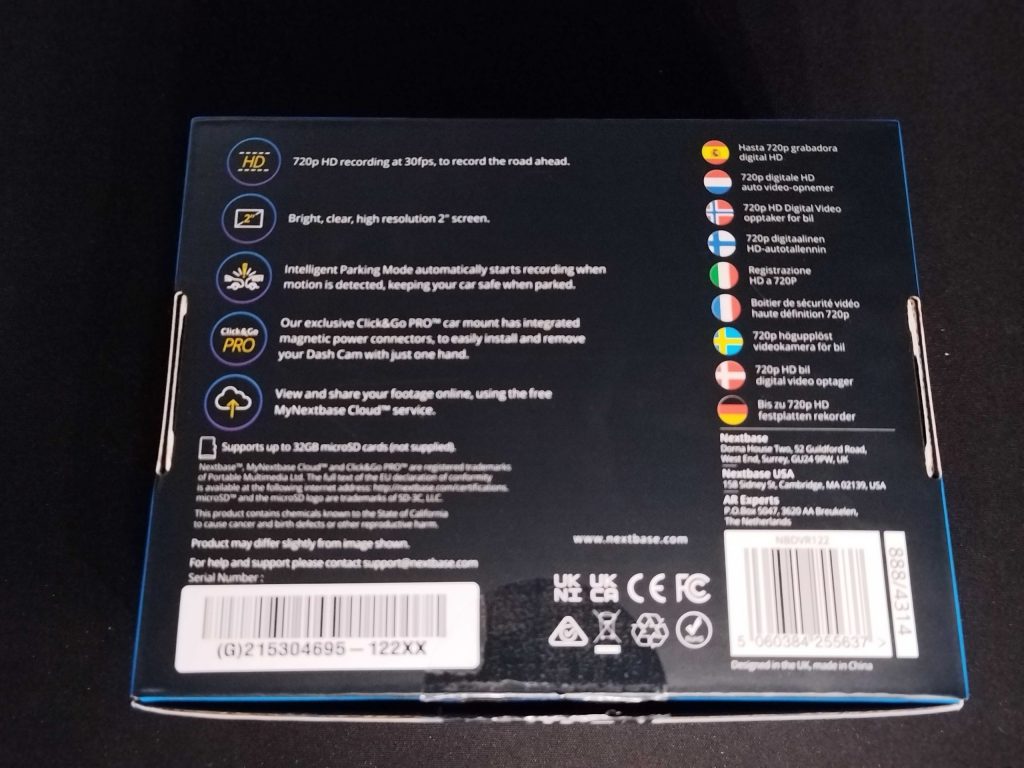 HD
720p HD recording at 30fps, to record the road ahead.
2"
Bright, clear, high resolution 2" screen.
Intelligent Parking Mode automatically starts recording when
motion is detected, keeping your car safe when parked.
Click&Go
PRO
Our exclusive Click&Go PRO™ car mount has integrated
magnetic power connectors, to easily install and remove
your Dash Cam with just one hand.
View and share your footage online, using the free
MyNextbase Cloud™ service.
Supports up to 32GB microSD cards (not supplied).
Nextbase™, MyNextbase Cloud™ and Click&Go PRO™ are registered trademarks
of Portable Multimedia Ltd. The full text of the EU declaration of conformity
is available at the following internet address: http://nextbase.com/certifications.
microSD™ and the microSD logo are trademarks of SD-3C, LLC.
This product contains chemicals known to the State of California
to cause cancer and birth defects or other reproductive harm.
Product may differ slightly from image shown.
For help and support please contact support@nextbase.com
Serial Number :
(G)215304695-122XX
www.nextbase.com
UK
NI
UK
CA
CE
FC
Hasta 720p grabadora
digital HD
720p digitale HD
auto video-opnemer
720p HD Digital Video
opptaker for bil
720p digitaalinen
HD-autotallennin
Registrazione
HD a 720P
Boitier de sécurité vidéo
haute définition 720p
720p högupplöst
videokamera för bil
720p HD bil
digital video optager
Bis zu 720p HD
festplatten rekorder
Nextbase
Dorna House Two, 52 Guildford Road,
West End, Surrey, GU24 9PW, UK
Nextbase USA
158 Sidney St, Cambridge, MA 02139, USA
AR Experts
P.O.Box 5047, 3620 AA Breukelen,
The Netherlands
NBDVR122
5 060384 255637 >
888/4314
Designed in the UK, made in China